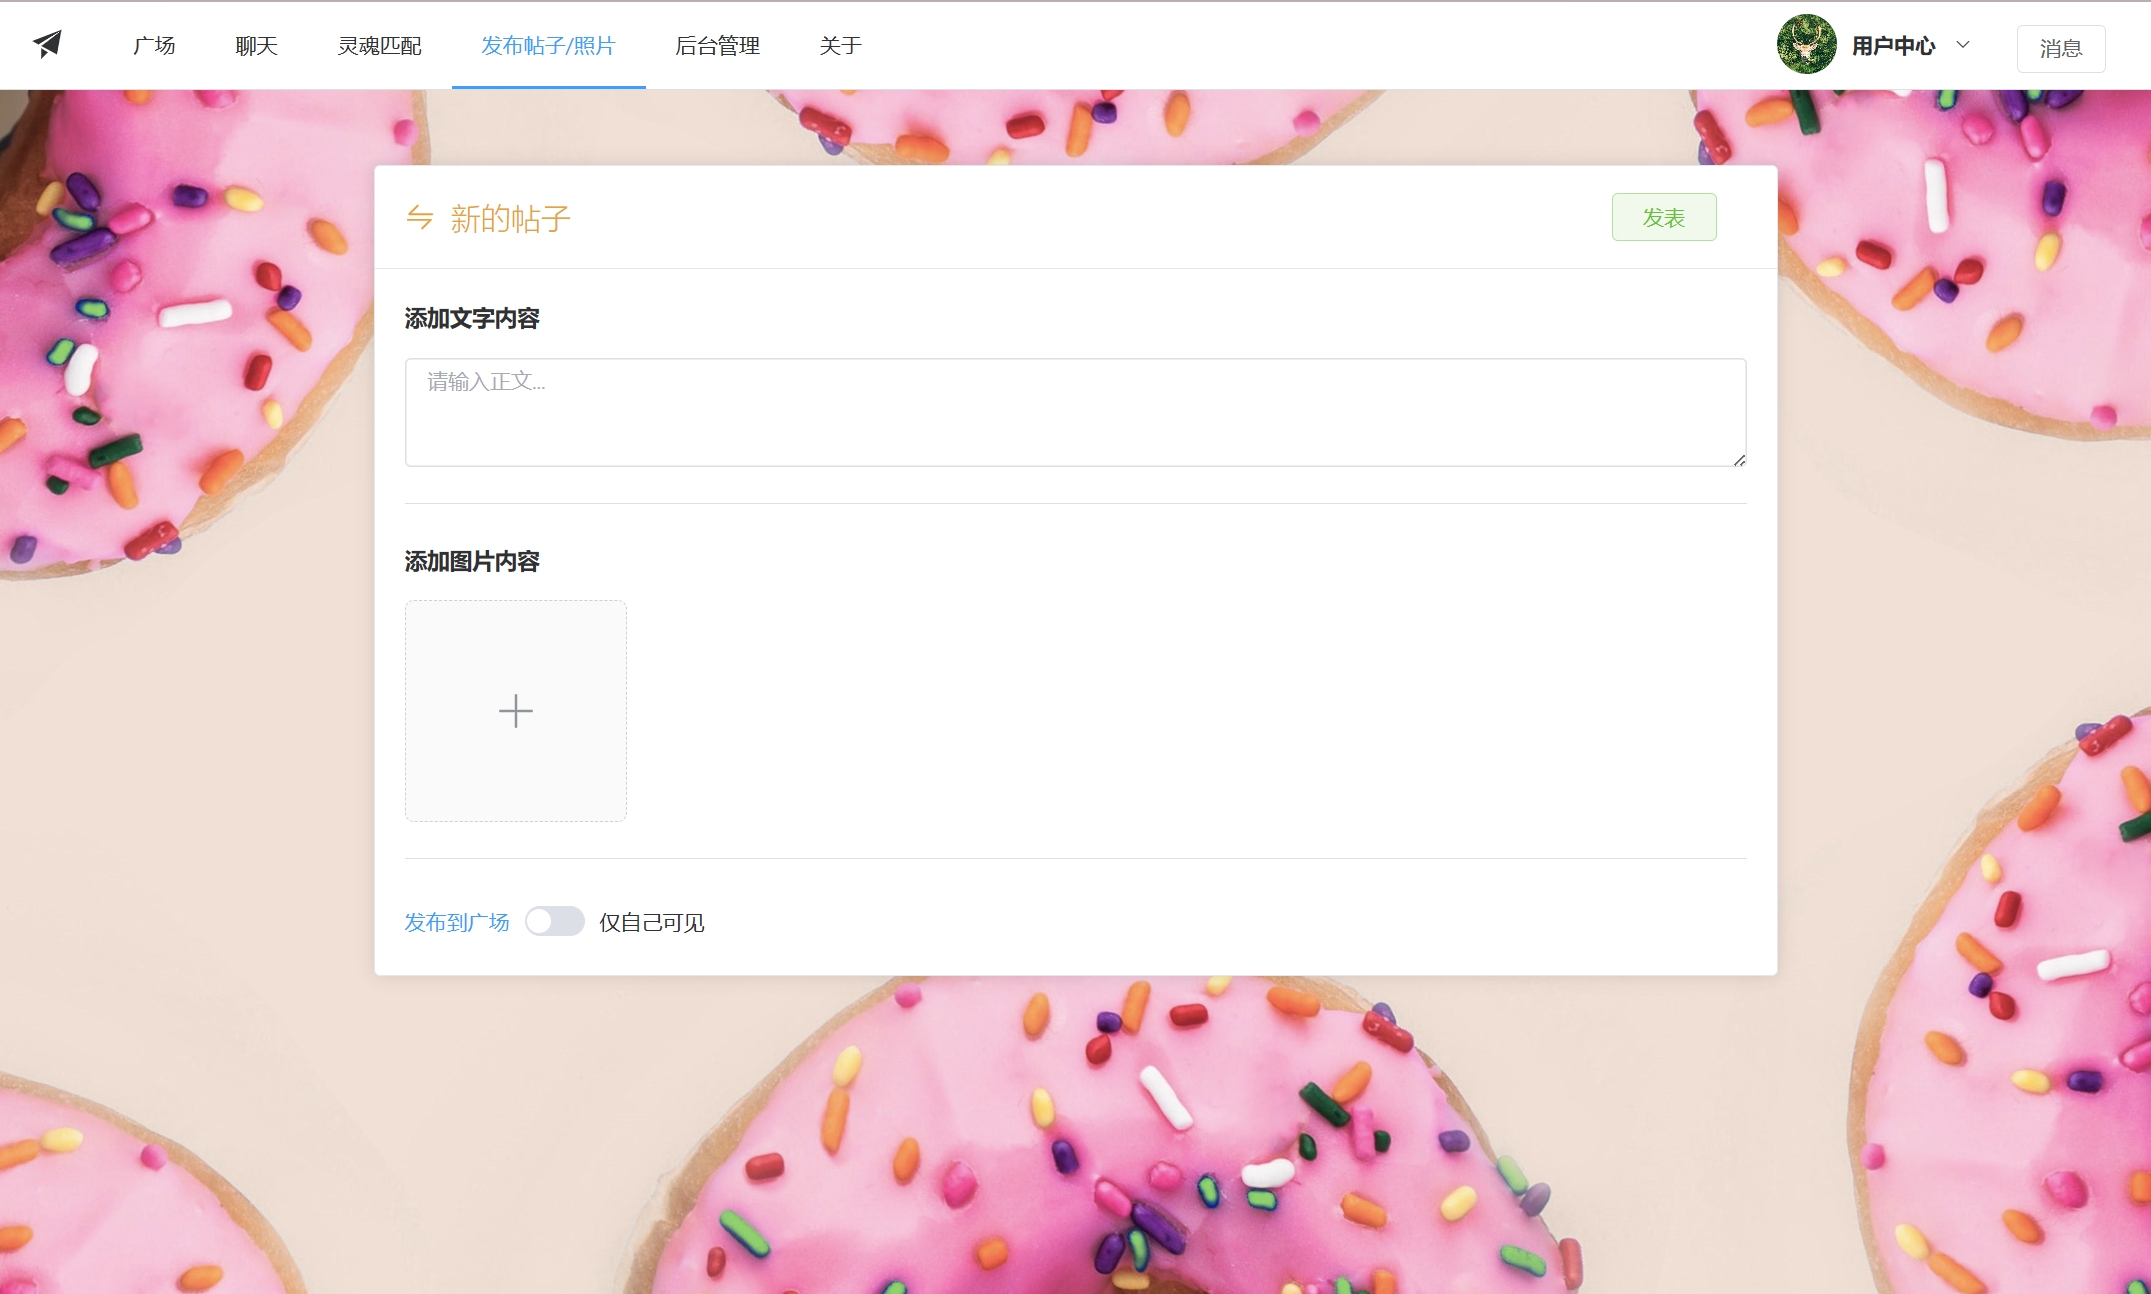 广场 聊天 灵魂匹配 发布帖子/照片 后台管理 关于 用户中心 消息
新的帖子 发表
添加文字内容
请输入正文...
添加图片内容
发布到广场 仅自己可见